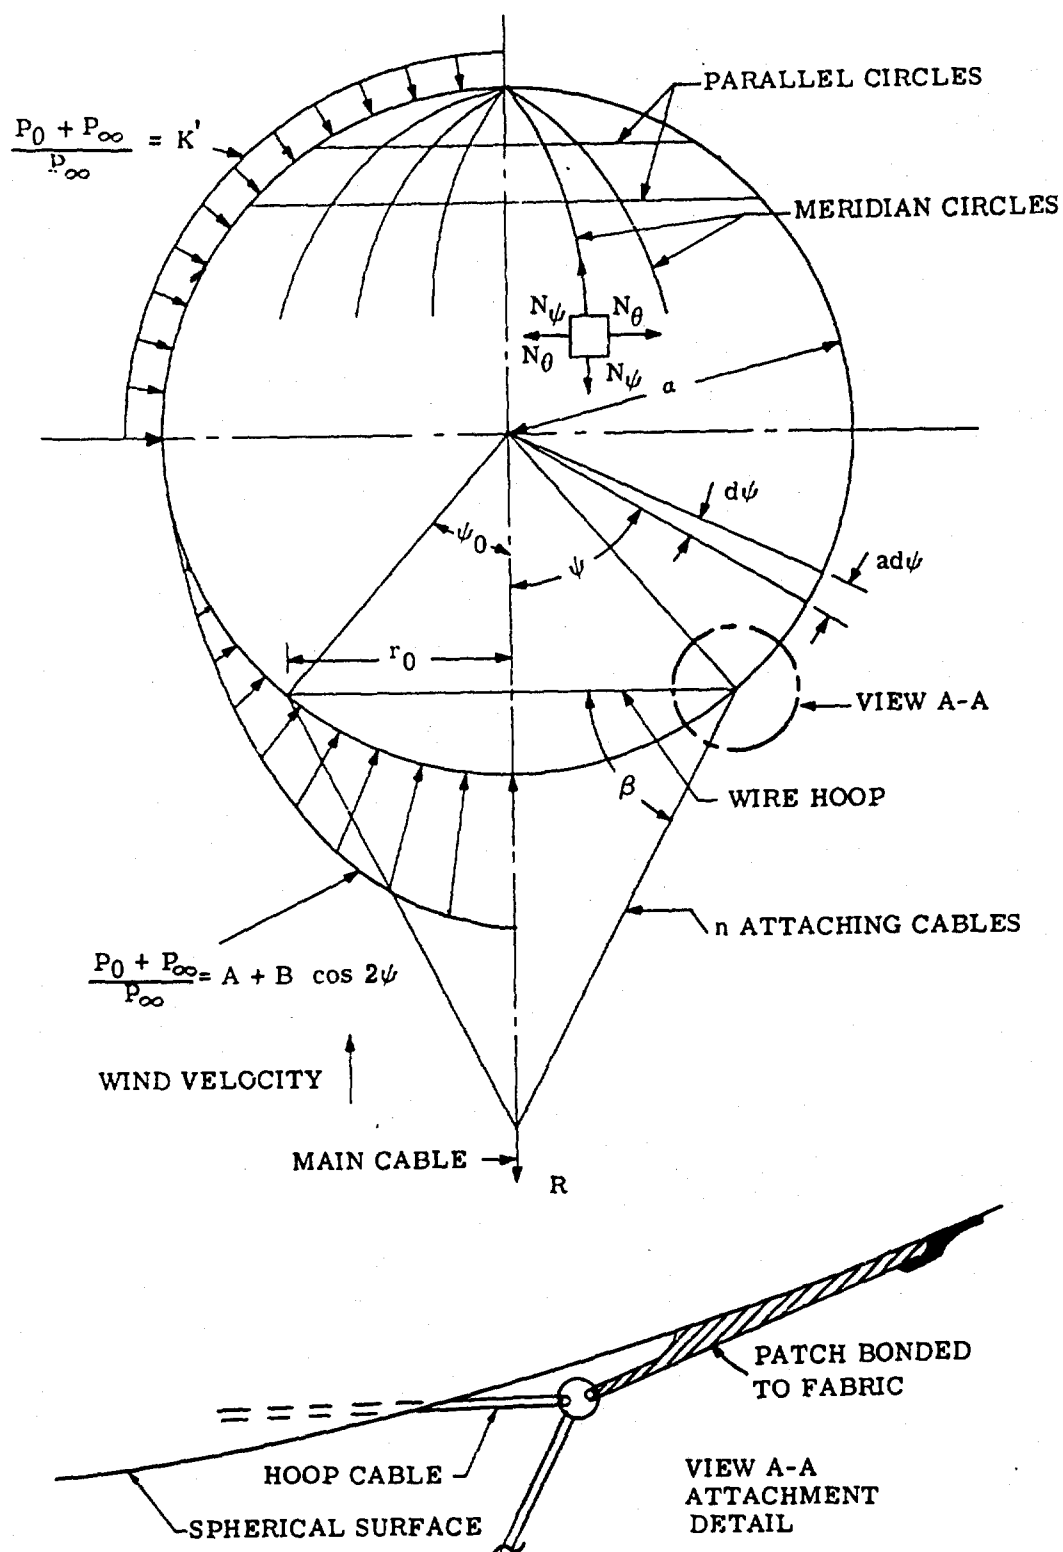 PARALLEL CIRCLES
P₀ + P∞
P∞
= K'
MERIDIAN CIRCLES
Nψ
Nθ
Nθ
Nψ
a
dψ
ψ₀
ψ
adψ
r₀
VIEW A-A
β
WIRE HOOP
n ATTACHING CABLES
P₀ + P∞
P∞
= A + B cos 2ψ
WIND VELOCITY
MAIN CABLE
R
PATCH BONDED
TO FABRIC
HOOP CABLE
VIEW A-A
ATTACHMENT
DETAIL
SPHERICAL SURFACE